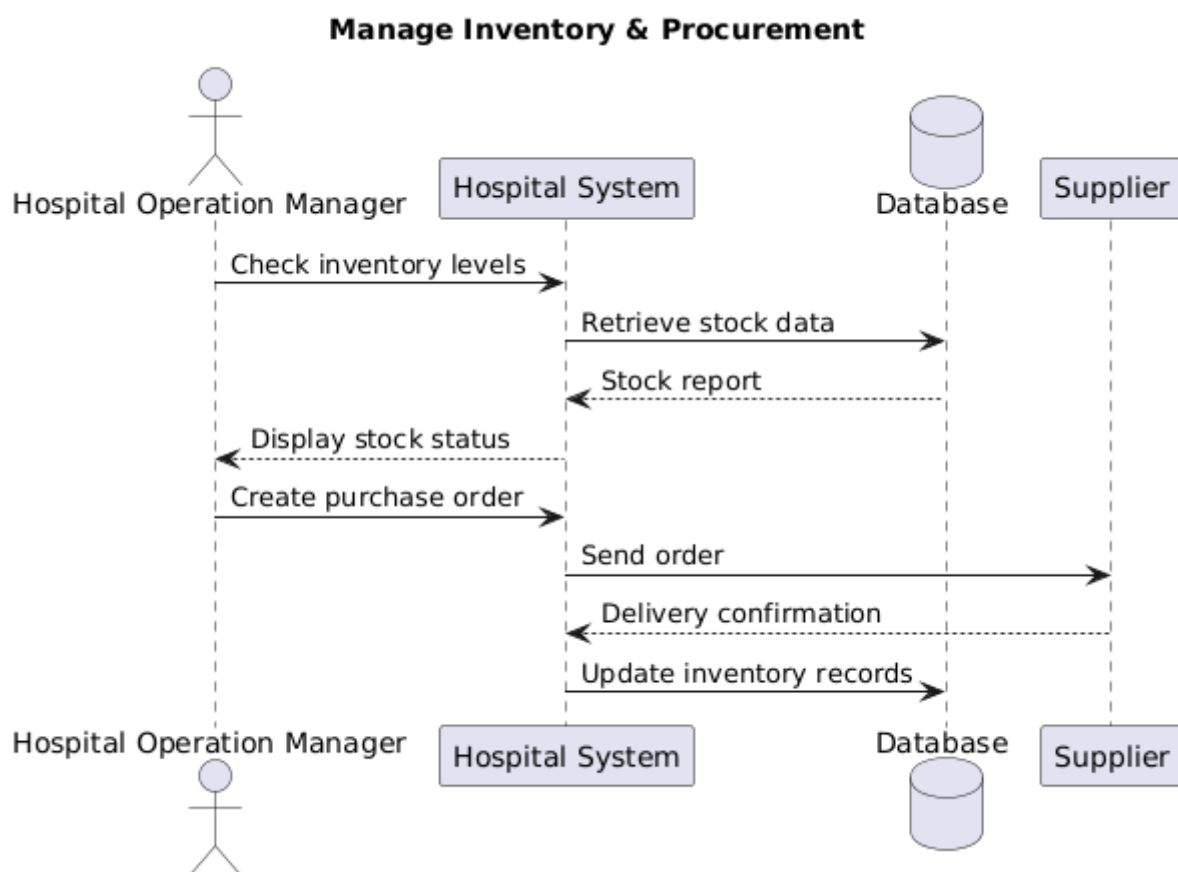 Manage Inventory & Procurement
Hospital Operation Manager
Hospital System
Database
Supplier
Check inventory levels
Retrieve stock data
Stock report
Display stock status
Create purchase order
Send order
Delivery confirmation
Update inventory records
Hospital Operation Manager
Hospital System
Database
Supplier